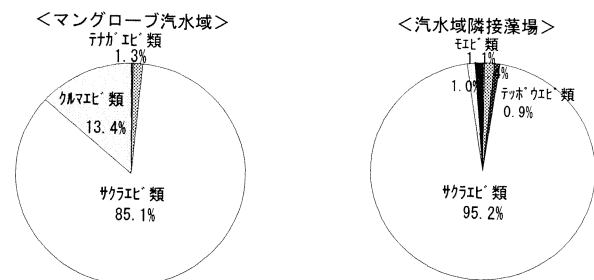 <マングローブ汽水域>
テナガエビ類
1.3%
クルマエビ類
13.4%
サクラエビ類
85.1%
<汽水域隣接藻場>
モエビ類
1.1%
1.0%
テッポウエビ類
0.9%
サクラエビ類
95.2%